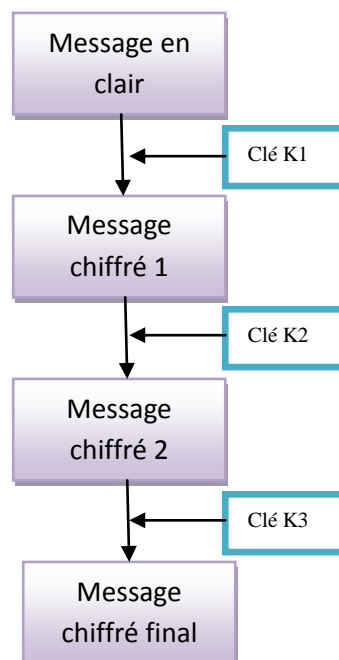 Message en
clair
Clé K1
Message
chiffré 1
Clé K2
Message
chiffré 2
Clé K3
Message
chiffré final